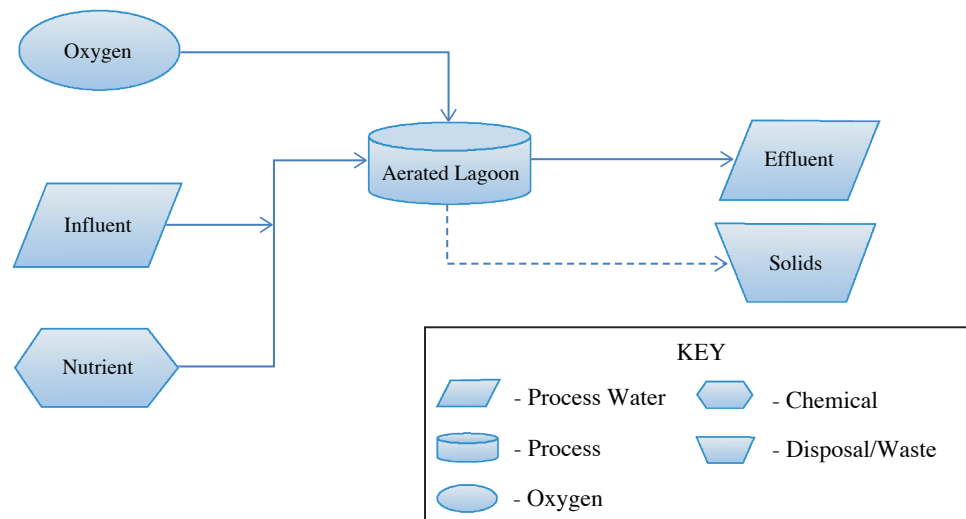 Oxygen
Aerated Lagoon
Effluent
Influent
Solids
Nutrient
KEY
- Process Water
- Chemical
- Process
- Disposal/Waste
- Oxygen